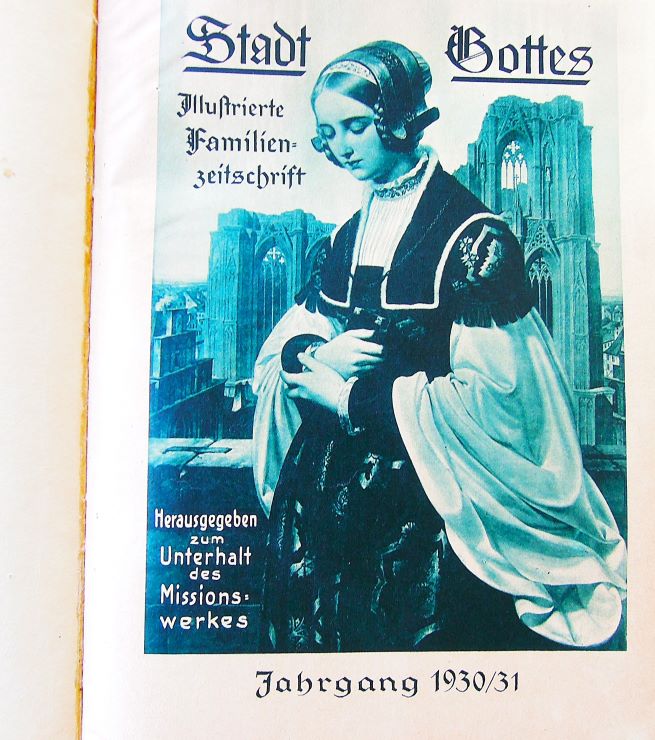 Stadt Gottes
Illustrierte
Familien-
zeitschrift
Herausgegeben
zum
Unterhalt
des
Missions-
werkes
Jahrgang 1930/31